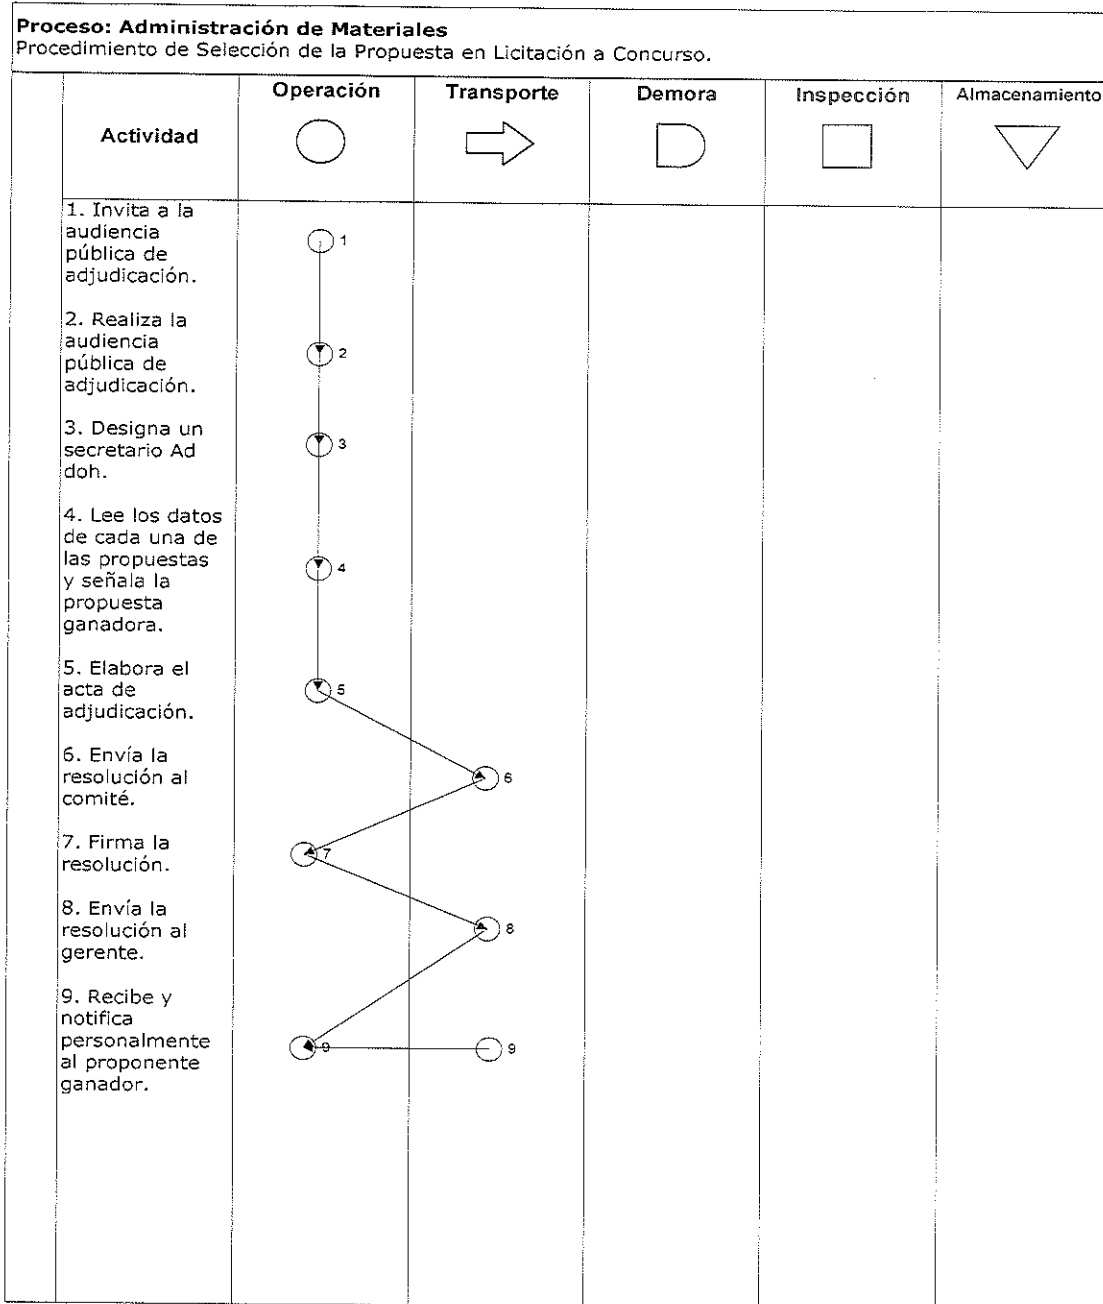 Proceso: Administración de Materiales
Procedimiento de Selección de la Propuesta en Licitación a Concurso.
Actividad
Operación
Transporte
Demora
Inspección
Almacenamiento
1. Invita a la
audiencia
pública de
adjudicación.
1
2. Realiza la
audiencia
pública de
adjudicación.
2
3. Designa un
secretario Ad
doh.
3
4. Lee los datos
de cada una de
las propuestas
y señala la
propuesta
ganadora.
4
5. Elabora el
acta de
adjudicación.
5
6. Envía la
resolución al
comité.
6
7. Firma la
resolución.
7
8. Envía la
resolución al
gerente.
8
9. Recibe y
notifica
personalmente
al proponente
ganador.
9
9